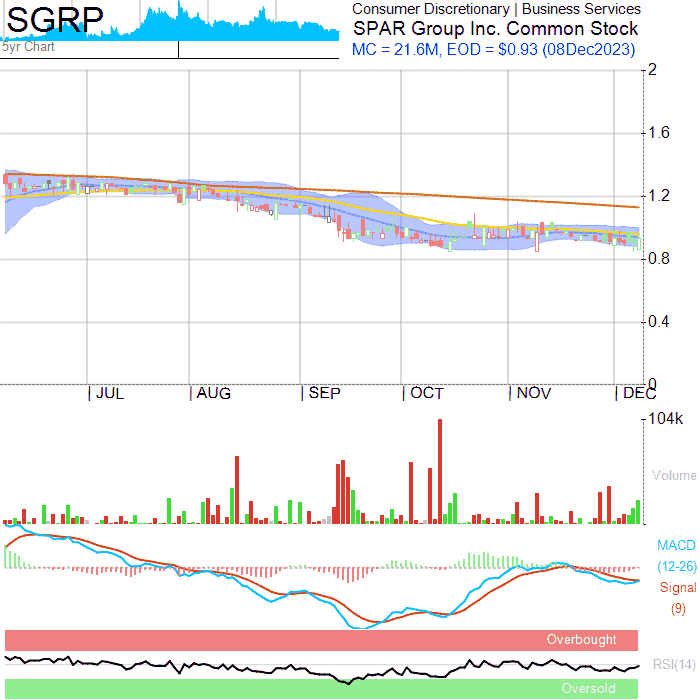 SGRP
5yr Chart
Consumer Discretionary | Business Services
SPAR Group Inc. Common Stock
MC = 21.6M, EOD = $0.93 (08Dec2023)
2
1.6
1.2
0.8
0.4
0
JUL AUG SEP OCT NOV DEC
104k
Volume
MACD
(12-26)
Signal
(9)
Overbought
RSI(14)
Oversold